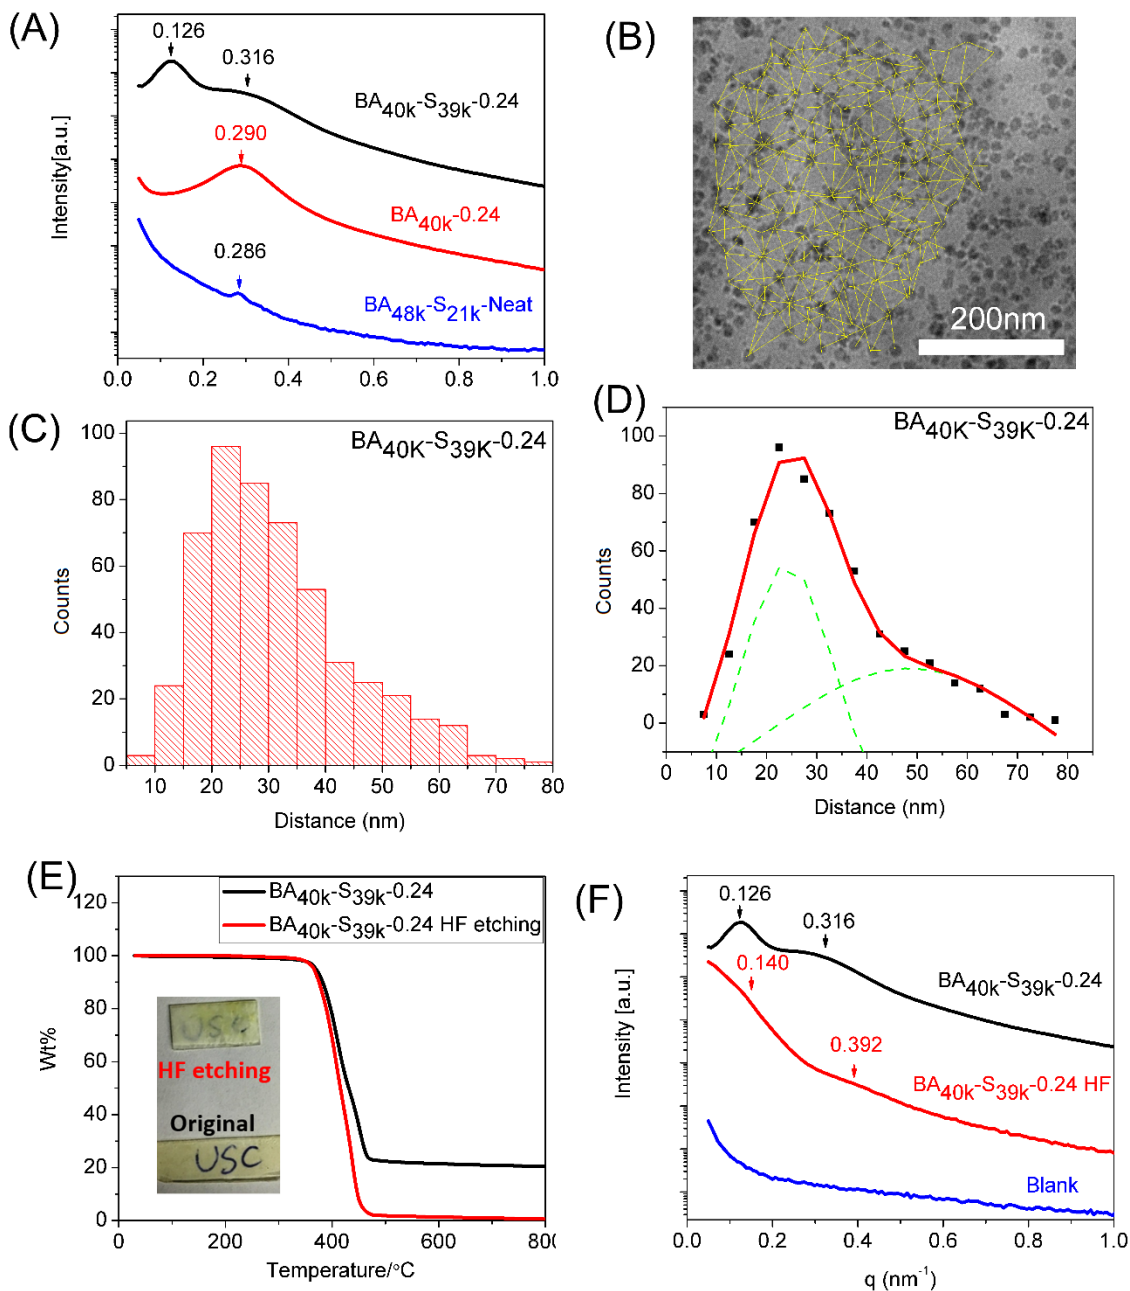 (A)
0.126
0.316
BA40k-S39k-0.24
0.290
BA40k-0.24
0.286
BA48k-S21k-Neat
Intensity[a.u.]
0.0 0.2 0.4 0.6 0.8 1.0
(B)
200nm
(C)
BA40K-S39K-0.24
100
80
60
40
20
0
Counts
10 20 30 40 50 60 70 80
Distance (nm)
(D)
BA40K-S39K-0.24
100
80
60
40
20
0
Counts
0 10 20 30 40 50 60 70 80
Distance (nm)
(E)
BA40k-S39k-0.24
BA40k-S39k-0.24 HF etching
120
100
80
60
40
20
0
Wt%
USC
HF etching
Original
USC
0 200 400 600 800
Temperature/°C
(F)
0.126
0.316
BA40k-S39k-0.24
0.140
0.392
BA40k-S39k-0.24 HF
Blank
Intensity [a.u.]
0.0 0.2 0.4 0.6 0.8 1.0
q (nm-1)